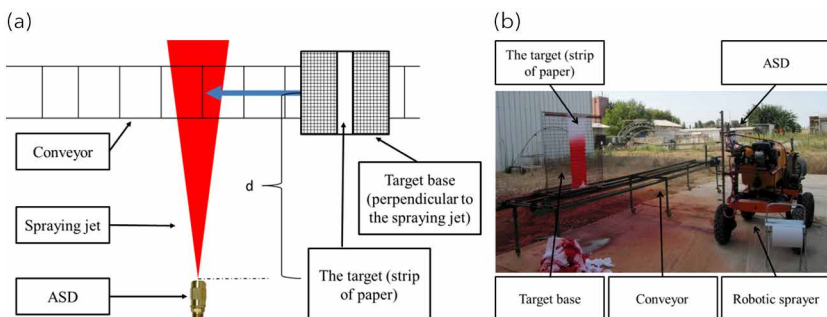 (a)
Conveyor
Spraying jet
ASD
d
Target base
(perpendicular to
the spraying jet)
The target (strip
of paper)
(b)
The target (strip
of paper)
ASD
Target base
Conveyor
Robotic sprayer